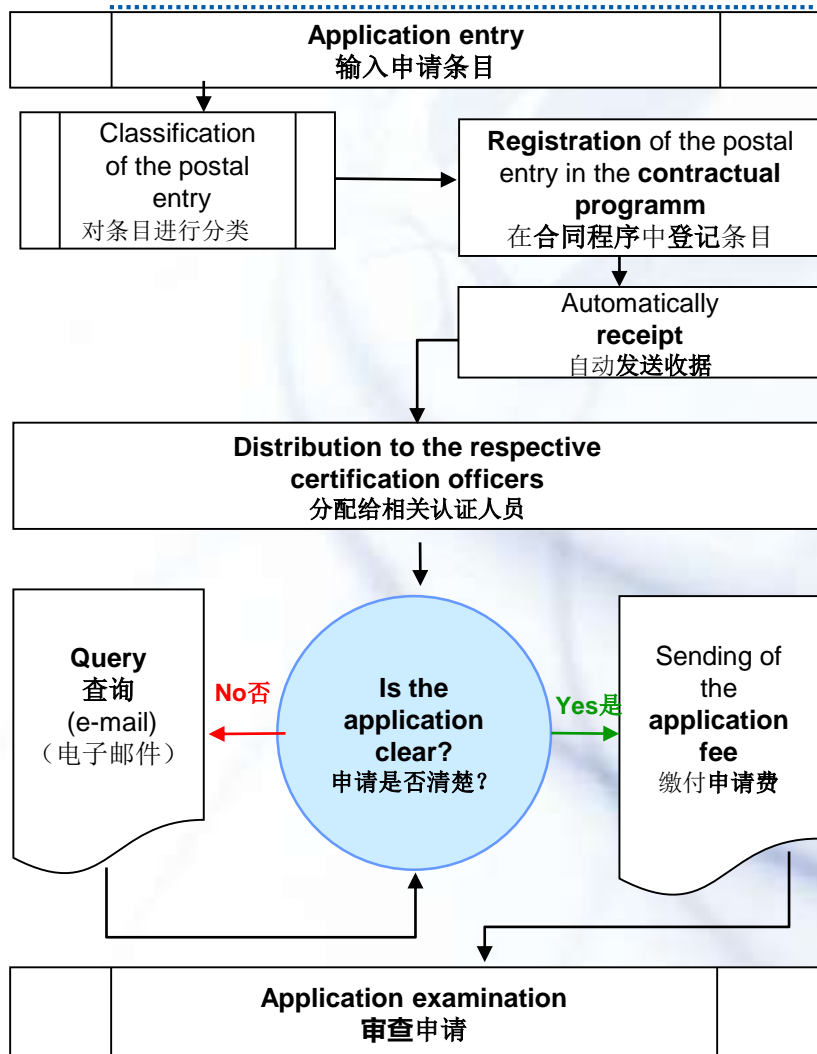 Application entry
输入申请条目
Classification
of the postal
entry
对条目进行分类
Registration of the postal
entry in the contractual
programm
在合同程序中登记条目
Automatically
receipt
自动发送收据
Distribution to the respective
certification officers
分配给相关认证人员
Query
查询
(e-mail)
（电子邮件）
No否
Is the
application
clear?
申请是否清楚？
Yes是
Sending of
the
application
fee
缴付申请费
Application examination
审查申请